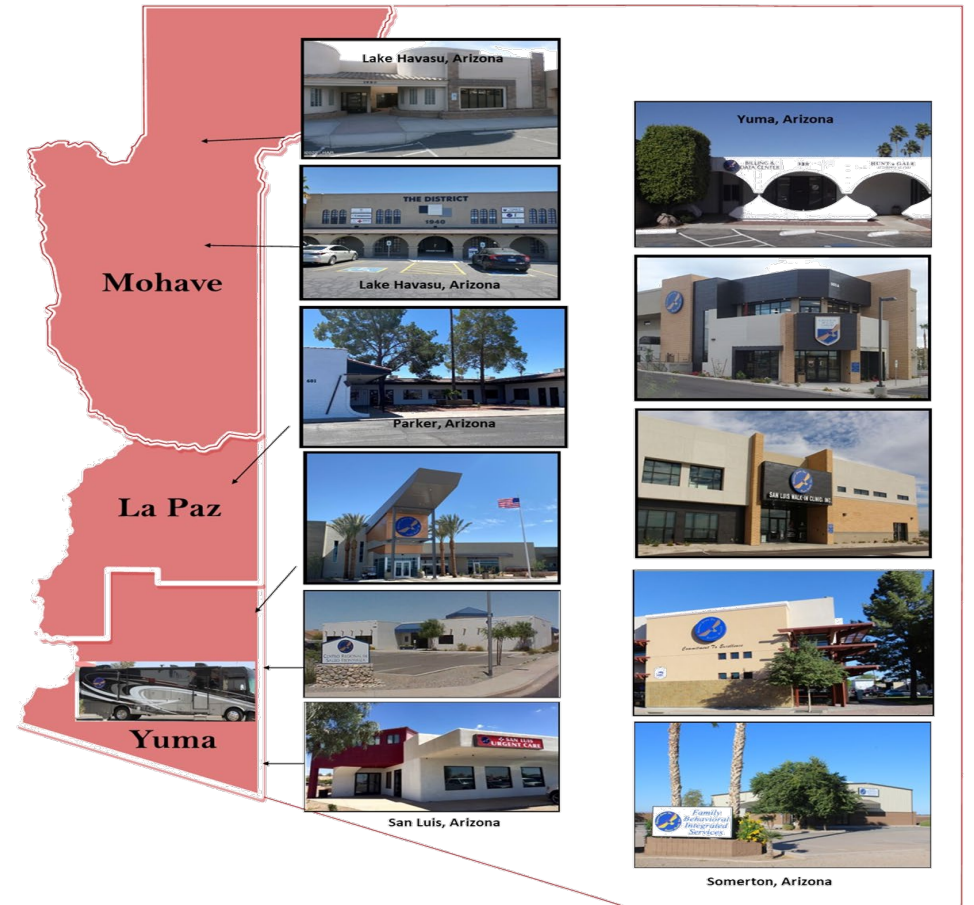 Lake Havasu, Arizona
THE DISTRICT
1940
Lake Havasu, Arizona
Mohave
Parker, Arizona
La Paz
Yuma
SAN LUIS
URGENT CARE
San Luis, Arizona
Yuma, Arizona
BILLING &
DATA CENTER
HUNT & GALE
SAN LUIS WALK-IN CLINIC, INC.
Commitment To Excellence
Family
Behavioral
Integrated
Services
Somerton, Arizona